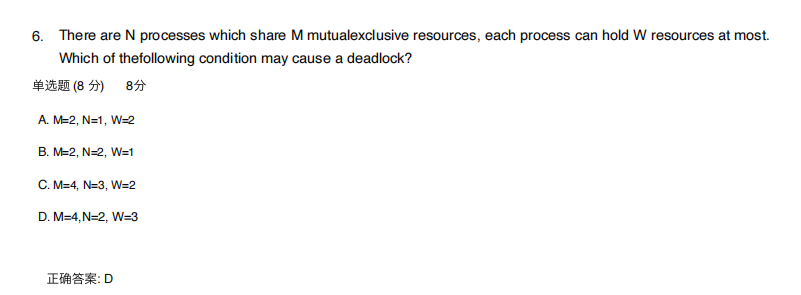 6. There are N processes which share M mutualexclusive resources, each process can hold W resources at most.
Which of thefollowing condition may cause a deadlock?
单选题 (8 分) 8分
A. M=2, N=1, W=2
B. M=2, N=2, W=1
C. M=4, N=3, W=2
D. M=4,N=2, W=3
正确答案: D